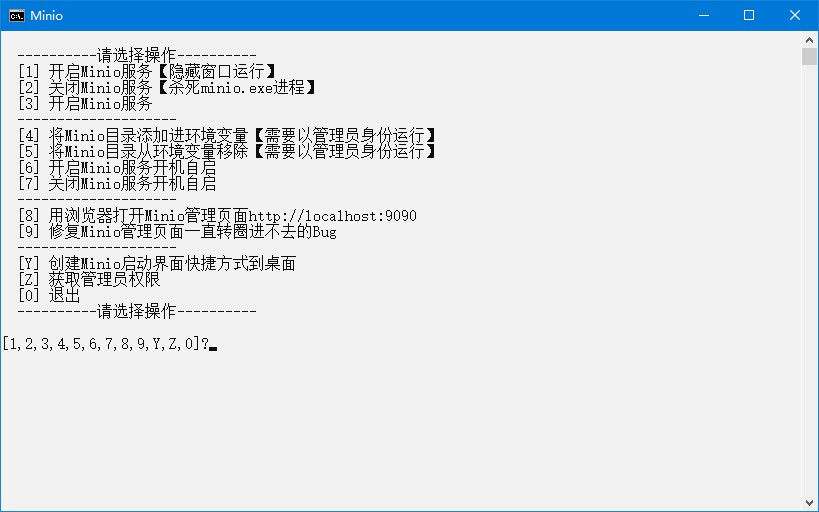 Minio
----------请选择操作----------
[1] 开启Minio服务【隐藏窗口运行】
[2] 关闭Minio服务【杀死minio.exe进程】
[3] 开启Minio服务
--------------------
[4] 将Minio目录添加进环境变量【需要以管理员身份运行】
[5] 将Minio目录从环境变量移除【需要以管理员身份运行】
[6] 开启Minio服务开机自启
[7] 关闭Minio服务开机自启
--------------------
[8] 用浏览器打开Minio管理页面http://localhost:9090
[9] 修复Minio管理页面一直转圈进不去的Bug
--------------------
[Y] 创建Minio启动界面快捷方式到桌面
[Z] 获取管理员权限
[0] 退出
----------请选择操作----------
[1,2,3,4,5,6,7,8,9,Y,Z,0]?